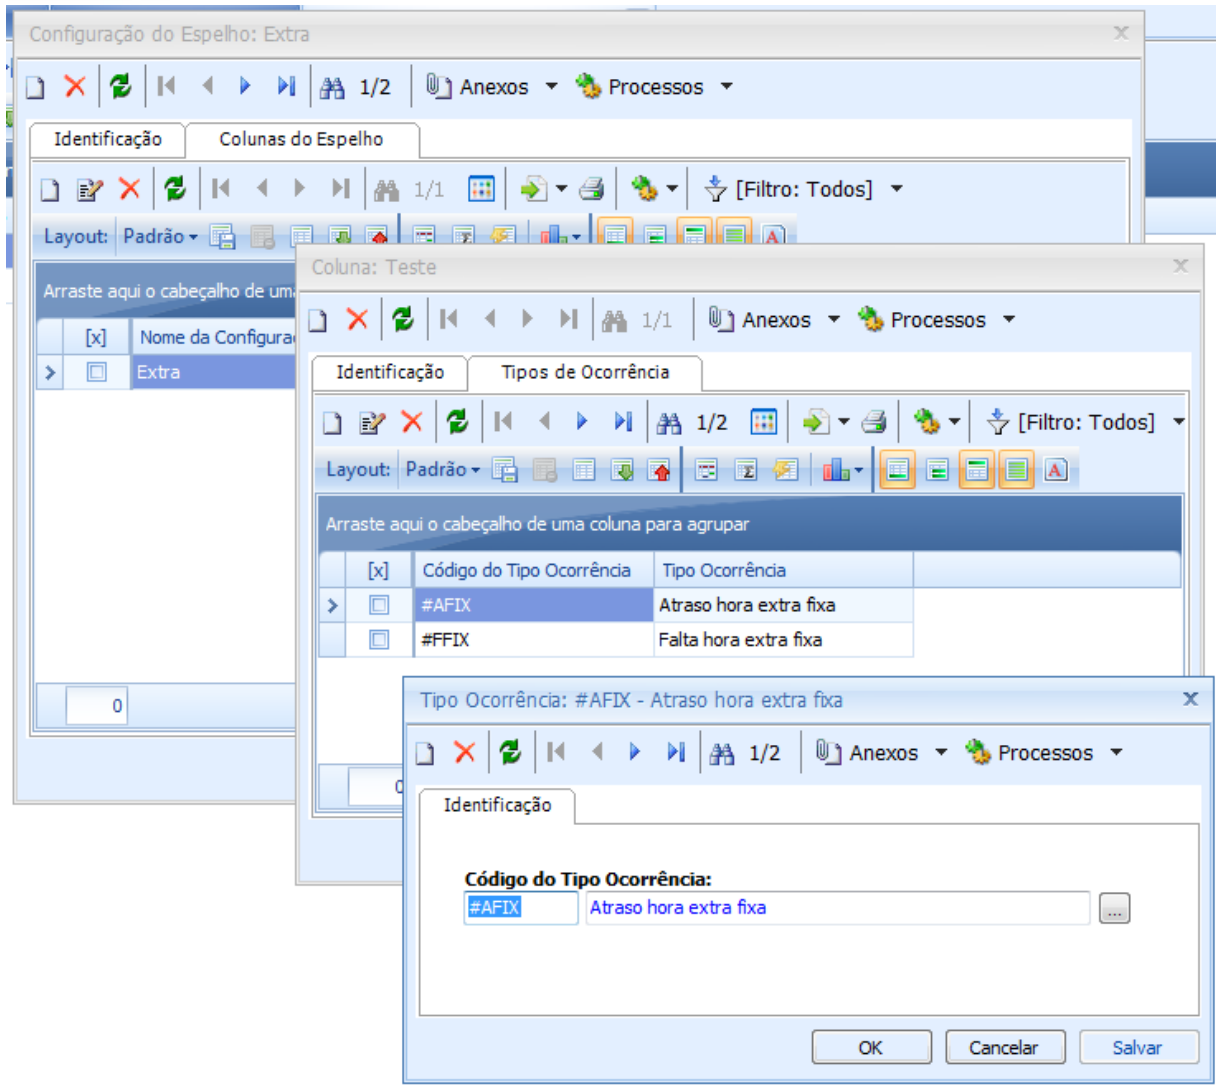 Configuração do Espelho: Extra
1/2 Anexos Processos
Identificação Colunas do Espelho
1/1 [Filtro: Todos]
Layout: Padrão
Arraste aqui o cabeçalho de
[x] Nome da
Extra
0
Coluna: Teste
1/1 Anexos Processos
Identificação Tipos de Ocorrência
1/2 [Filtro: Todos]
Layout: Padrão
Arraste aqui o cabeçalho de uma coluna para agrupar
[x] Código do Tipo Ocorrência Tipo Ocorrência
#AFIX Atraso hora extra fixa
#FFIX Falta hora extra fixa
Tipo Ocorrência: #AFIX - Atraso hora extra fixa
1/2 Anexos Processos
Identificação
Código do Tipo Ocorrência:
#AFIX Atraso hora extra fixa ...
OK Cancelar Salvar